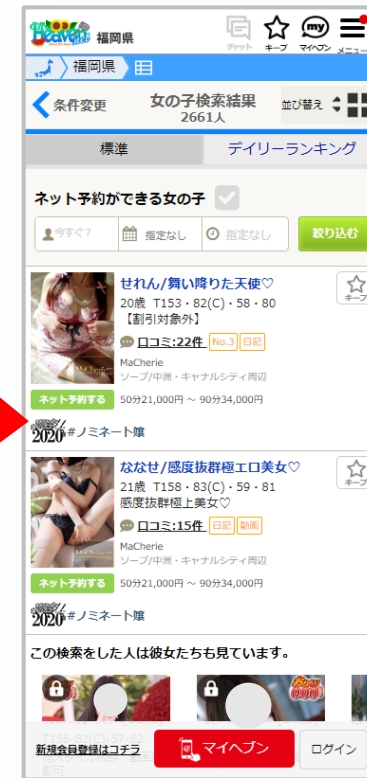 Heaven 福岡県
チャット キープ マイヘブン メニュー
福岡県
条件変更 女の子検索結果 並び替え
2661人
標準 デイリーランキング
ネット予約ができる女の子
今すぐ? 指定なし 指定なし 絞り込む
せれん/舞い降りた天使♡
キープ
20歳 T153・82(C)・58・80
【割引対象外】
口コミ:22件 No.3 日記
MaCherie
ソープ/中洲・キャナルシティ周辺
ネット予約する 50分21,000円 ～ 90分34,000円
2020 #ノミネート嬢
ななせ/感度抜群極エロ美女♡
キープ
21歳 T158・83(C)・59・81
感度抜群極上美女♡
口コミ:15件 日記 動画
MaCherie
ソープ/中洲・キャナルシティ周辺
ネット予約する 50分21,000円 ～ 90分34,000円
2020 #ノミネート嬢
この検索をした人は彼女たちも見ています。
新規会員登録はコチラ マイヘブン ログイン